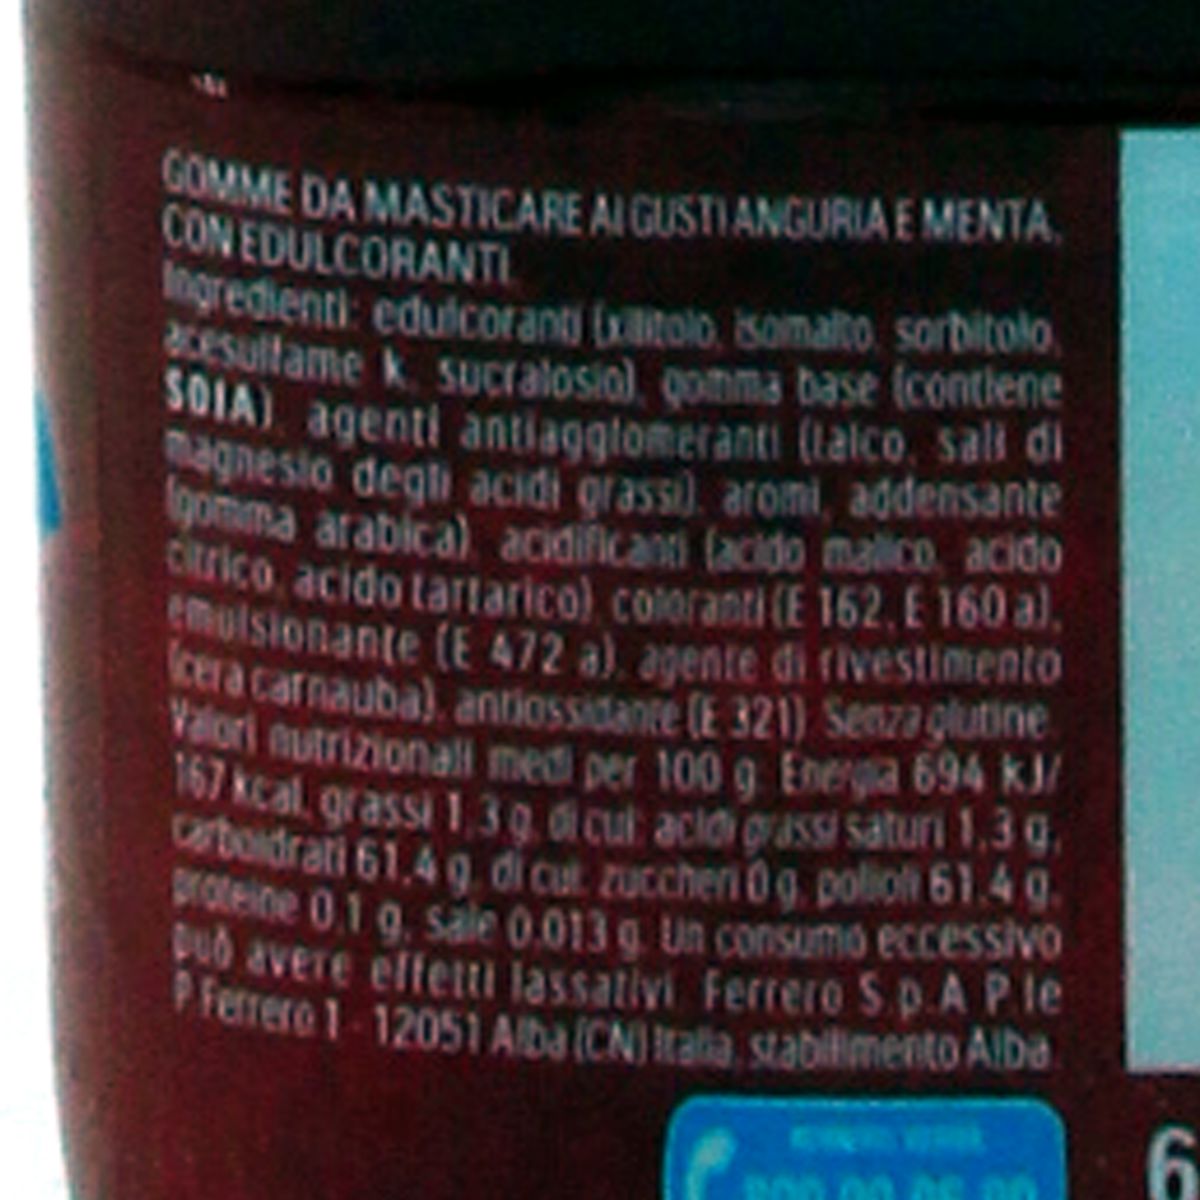 GOMME DA MASTICARE AI GUSTI ANGURIA E MENTA,
CON EDULCORANTI.
Ingredienti: edulcoranti (xilitolo, isomalto, sorbitolo,
acesulfame k, sucralosio), gomma base (contiene
SOIA), agenti antiagglomeranti (talco, sali di
magnesio degli acidi grassi), aromi, addensante
(gomma arabica), acidificanti (acido malico, acido
citrico, acido tartarico), coloranti (E 162, E 160 a),
emulsionante (E 472 a), agente di rivestimento
(cera carnauba), antiossidante (E 321). Senza glutine.
Valori nutrizionali medi per 100 g: Energia 694 kJ/
167 kcal, grassi 1,3 g, di cui: acidi grassi saturi 1,3 g,
carboidrati 61,4 g, di cui: zuccheri 0 g, polioli 61,4 g,
proteine 0,1 g, sale 0,013 g. Un consumo eccessivo
può avere effetti lassativi. Ferrero S.p.A P.le
P. Ferrero 1 - 12051 Alba (CN) Italia, stabilimento Alba
6